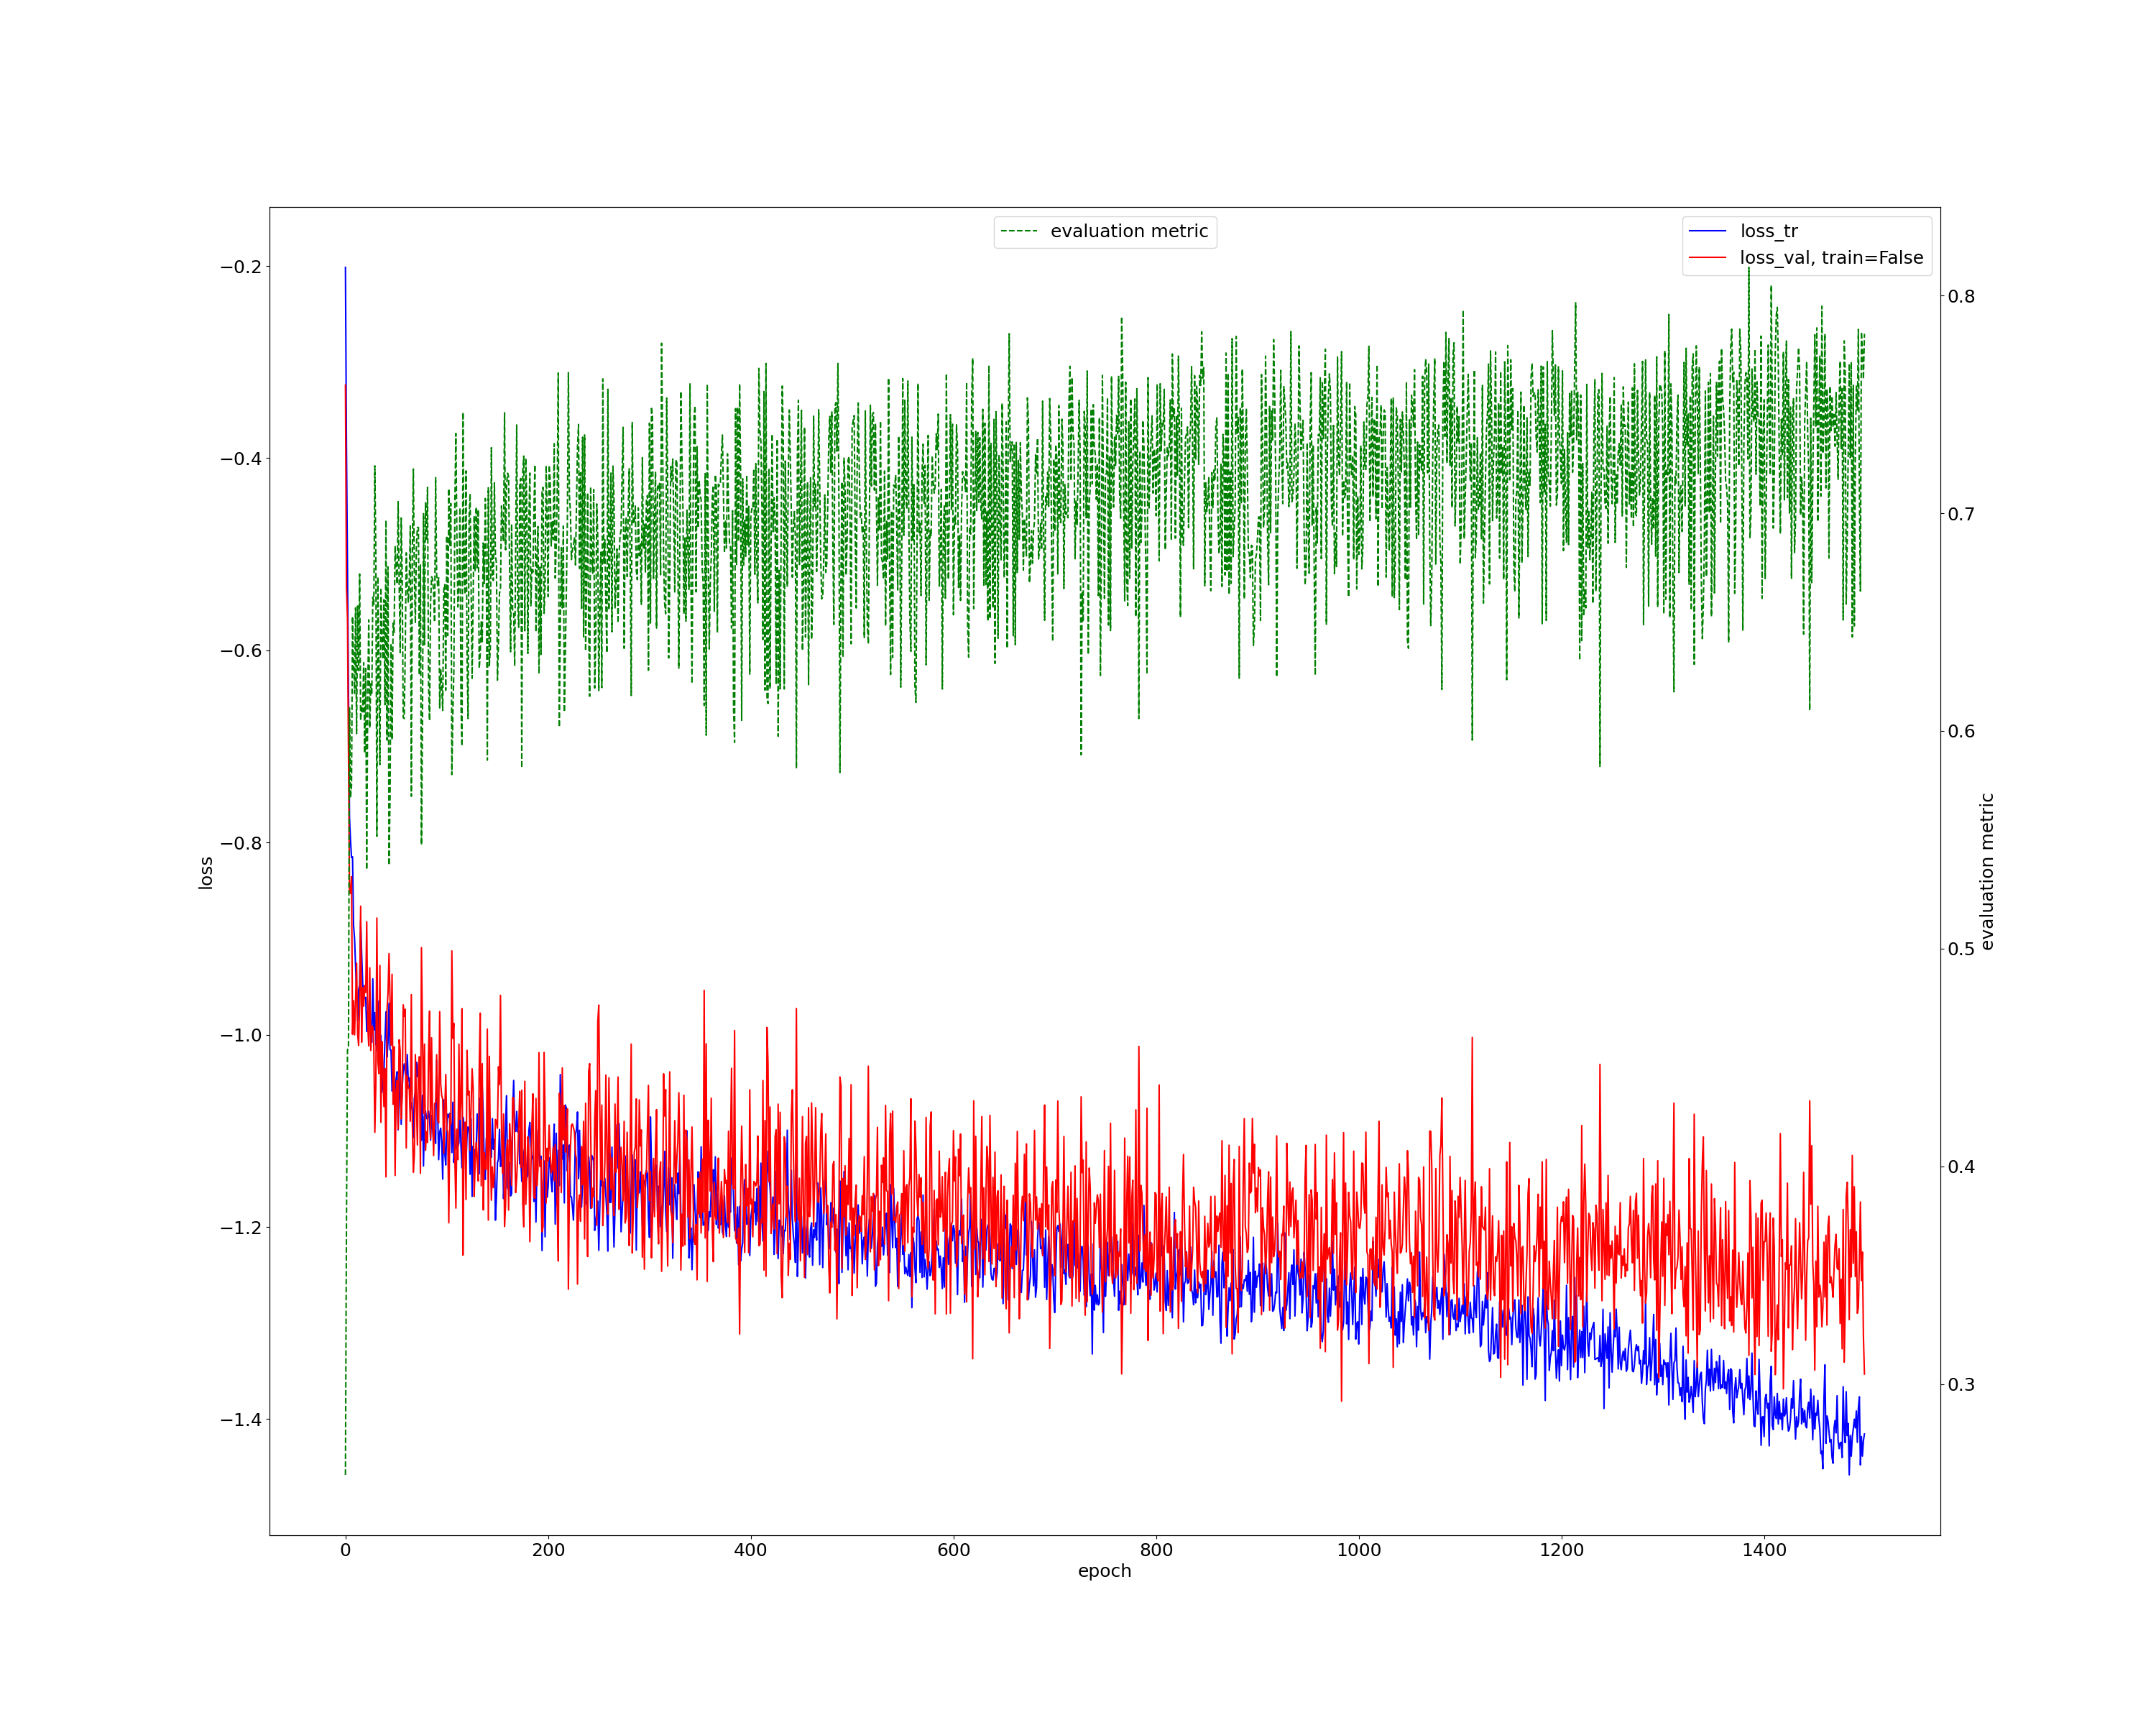 evaluation metric
loss_tr
loss_val, train=False
−0.2
−0.4
−0.6
−0.8
−1.0
−1.2
−1.4
loss
0.8
0.7
0.6
0.5
0.4
0.3
evaluation metric
0 200 400 600 800 1000 1200 1400
epoch